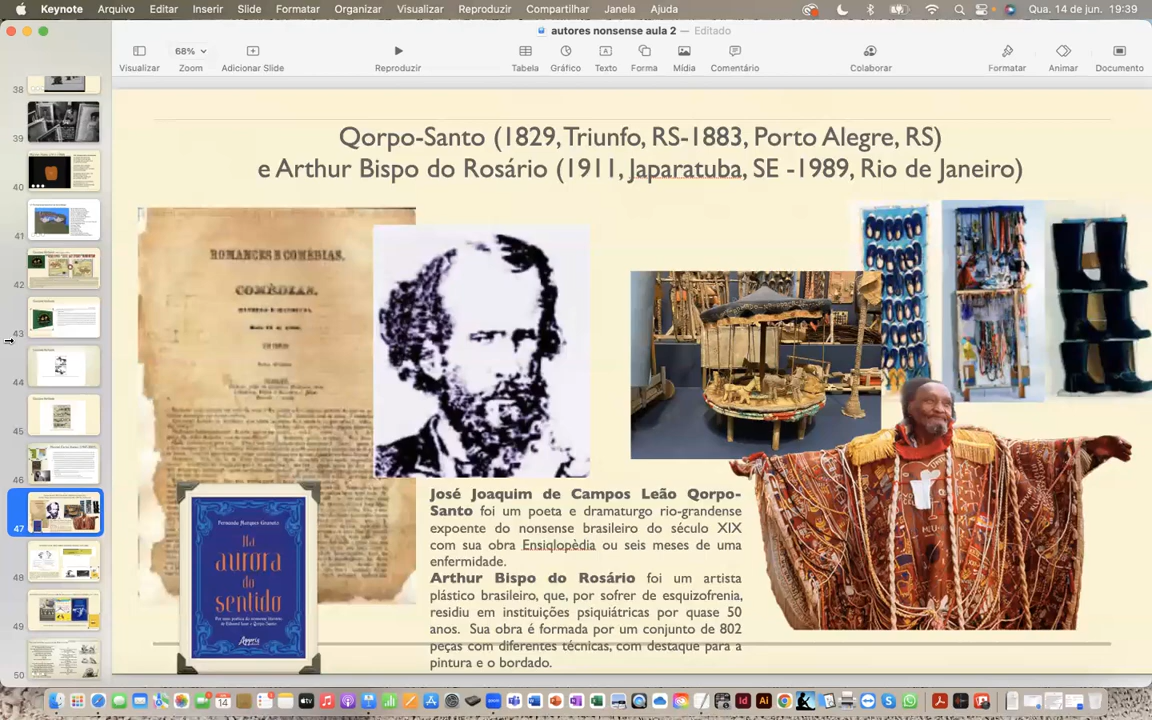 Keynote Arquivo Editar Inserir Slide Formatar Organizar Visualizar Reproduzir Compartilhar Janela Ajuda Qua. 14 de jun. 19:39
autores nonsense aula 2 — Editado
68%
Visualizar Zoom Adicionar Slide Reproduzir Tabela Gráfico Texto Forma Mídia Comentário Colaborar Formatar Animar Documento
38
39
40
41
42
43
44
45
46
47
48
49
50
Qorpo-Santo (1829, Triunfo, RS-1883, Porto Alegre, RS)
e Arthur Bispo do Rosário (1911, Japaratuba, SE -1989, Rio de Janeiro)
ROMANCES E COMÉDIAS.
COMÉDIAS.
Na
aurora
do
sentido
José Joaquim de Campos Leão Qorpo-
Santo foi um poeta e dramaturgo rio-grandense
expoente do nonsense brasileiro do século XIX
com sua obra Ensiqlopèdia ou seis meses de uma
enfermidade.
Arthur Bispo do Rosário foi um artista
plástico brasileiro, que, por sofrer de esquizofrenia,
residiu em instituições psiquiátricas por quase 50
anos. Sua obra é formada por um conjunto de 802
peças com diferentes técnicas, com destaque para a
pintura e o bordado.
14